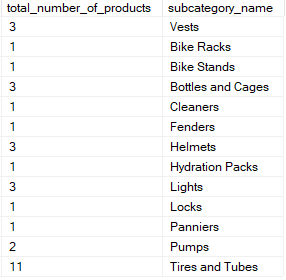 total_number_of_products subcategory_name
3 Vests
1 Bike Racks
1 Bike Stands
3 Bottles and Cages
1 Cleaners
1 Fenders
3 Helmets
1 Hydration Packs
3 Lights
1 Locks
1 Panniers
2 Pumps
11 Tires and Tubes